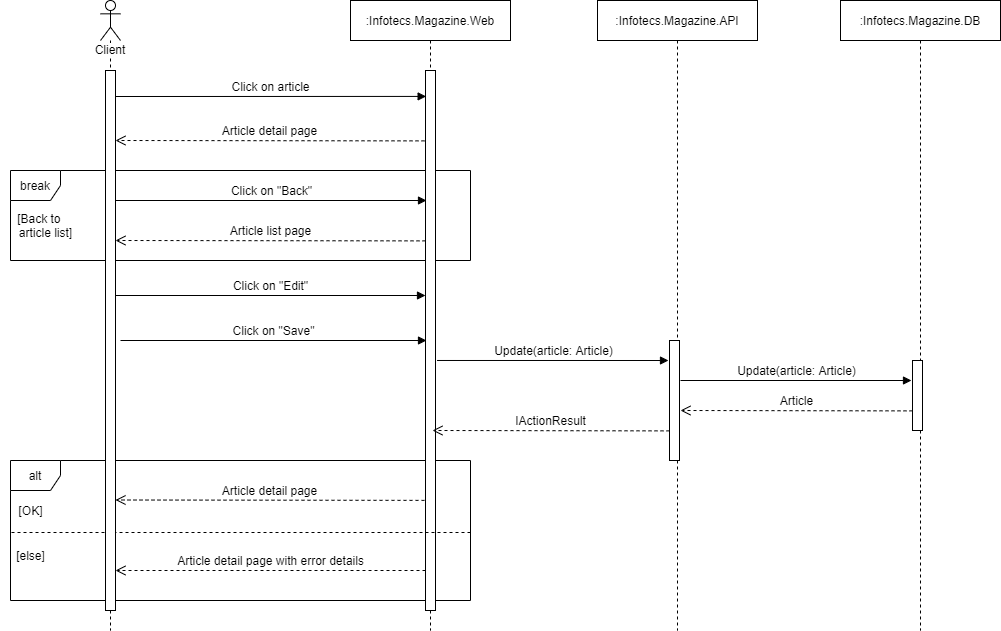 :Infotecs.Magazine.Web
:Infotecs.Magazine.API
:Infotecs.Magazine.DB
Client
Click on article
Article detail page
break
Click on "Back"
[Back to
article list]
Article list page
Click on "Edit"
Click on "Save"
Update(article: Article)
Update(article: Article)
Article
IActionResult
alt
Article detail page
[OK]
[else]
Article detail page with error details